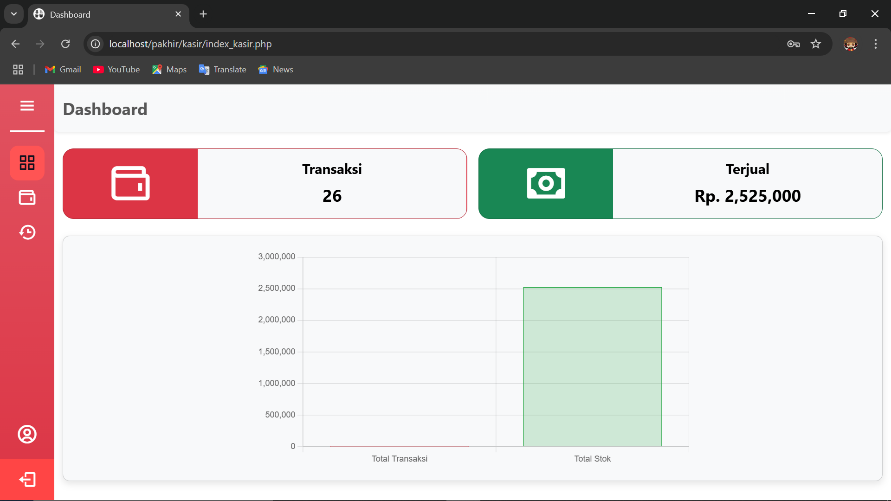 Dashboard
localhost/pakhir/kasir/index_kasir.php
Gmail
YouTube
Maps
Translate
News
Dashboard
Transaksi
26
Terjual
Rp. 2,525,000
3,000,000
2,500,000
2,000,000
1,500,000
1,000,000
500,000
0
Total Transaksi
Total Stok